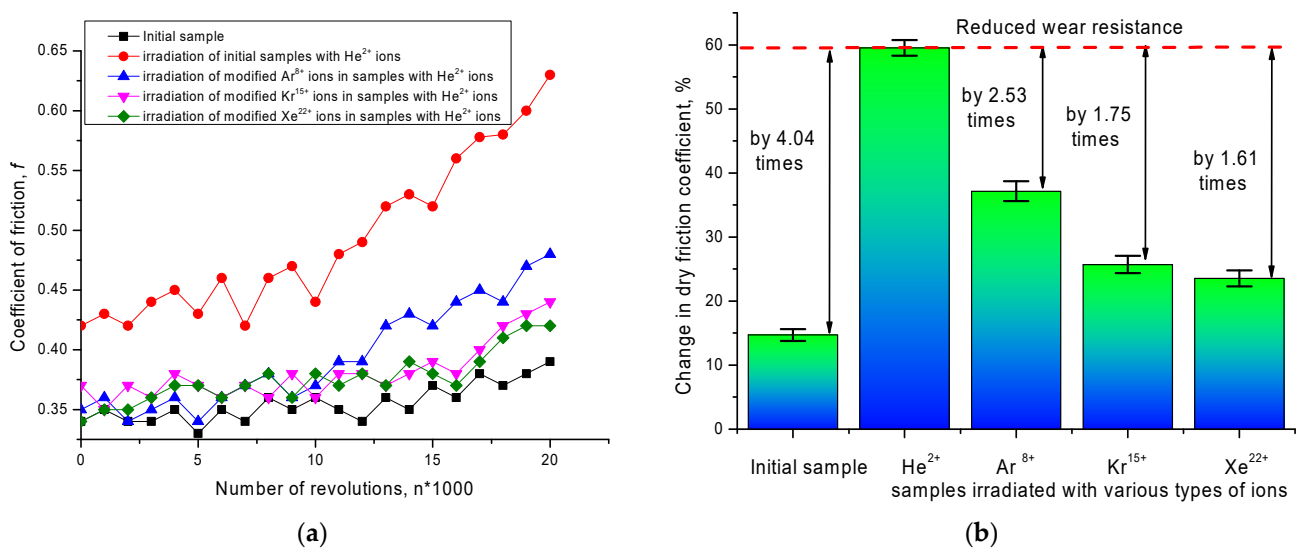 0.65
0.60
0.55
0.50
0.45
0.40
0.35
Coefficient of friction, f
Initial sample
irradiation of initial samples with He2+ ions
irradiation of modified Ar8+ ions in samples with He2+ ions
irradiation of modified Kr15+ ions in samples with He2+ ions
irradiation of modified Xe22+ ions in samples with He2+ ions
0 5 10 15 20
Number of revolutions, n*1000
(a)
60
50
40
30
20
10
0
Change in dry friction coefficient, %
Reduced wear resistance
by 4.04
times
by 2.53
times
by 1.75
times
by 1.61
times
Initial sample He2+ Ar8+ Kr15+ Xe22+
samples irradiated with various types of ions
(b)